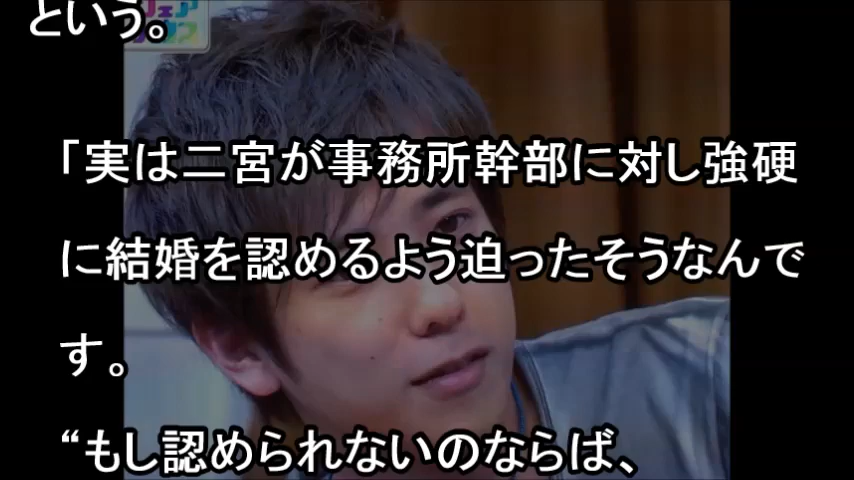 という。
「実は二宮が事務所幹部に対し強硬
に結婚を認めるよう迫ったそうなんで
す。
“もし認められないのならば、